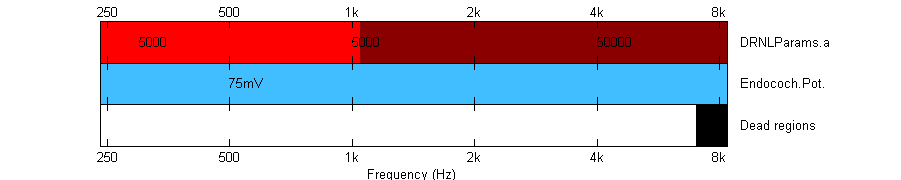 250 500 1k 2k 4k 8k
5000 5000 50000 DRNLParams.a
75mV Endococh.Pot.
Dead regions
250 500 1k 2k 4k 8k
Frequency (Hz)